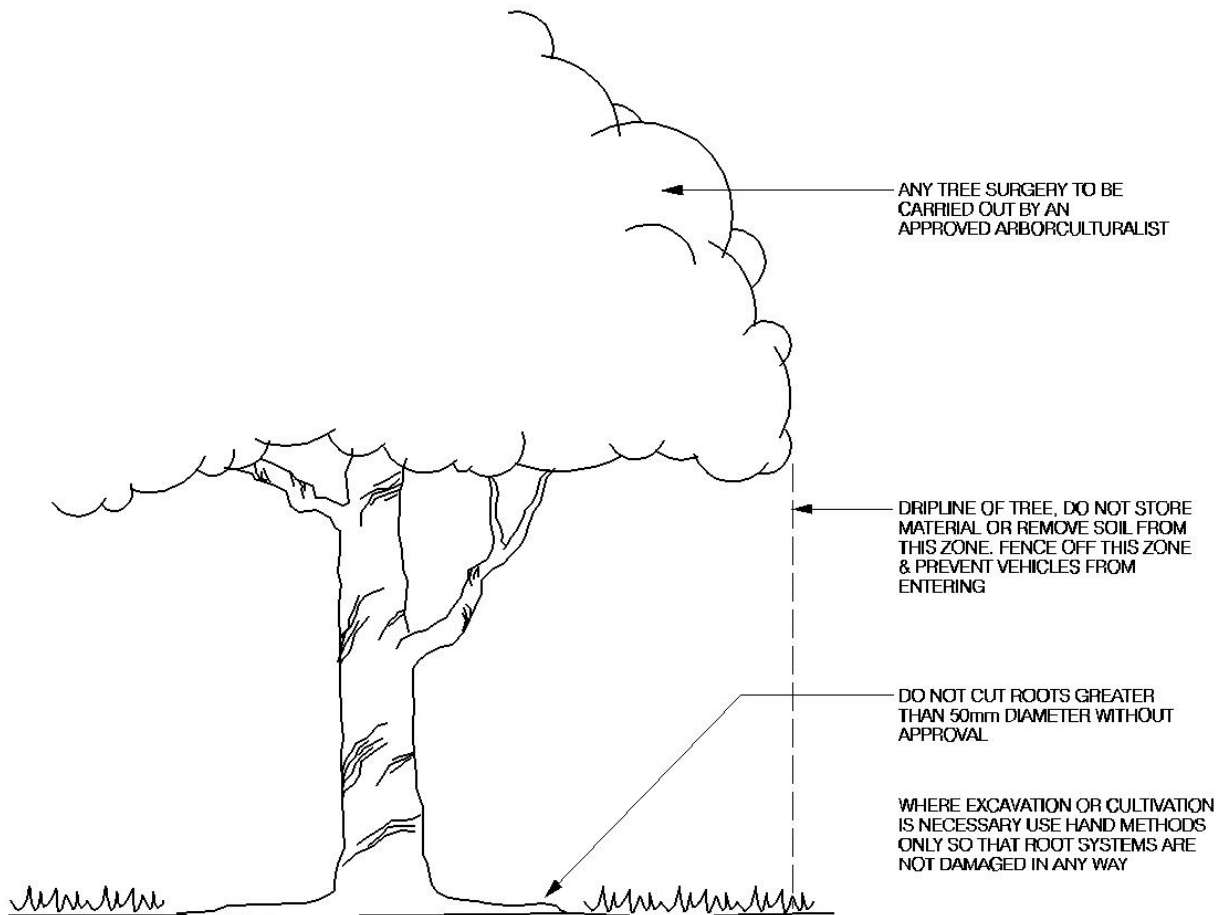 ANY TREE SURGERY TO BE
CARRIED OUT BY AN
APPROVED ARBORCULTURALIST
DRIPLINE OF TREE, DO NOT STORE
MATERIAL OR REMOVE SOIL FROM
THIS ZONE. FENCE OFF THIS ZONE
& PREVENT VEHICLES FROM
ENTERING
DO NOT CUT ROOTS GREATER
THAN 50mm DIAMETER WITHOUT
APPROVAL
WHERE EXCAVATION OR CULTIVATION
IS NECESSARY USE HAND METHODS
ONLY SO THAT ROOT SYSTEMS ARE
NOT DAMAGED IN ANY WAY